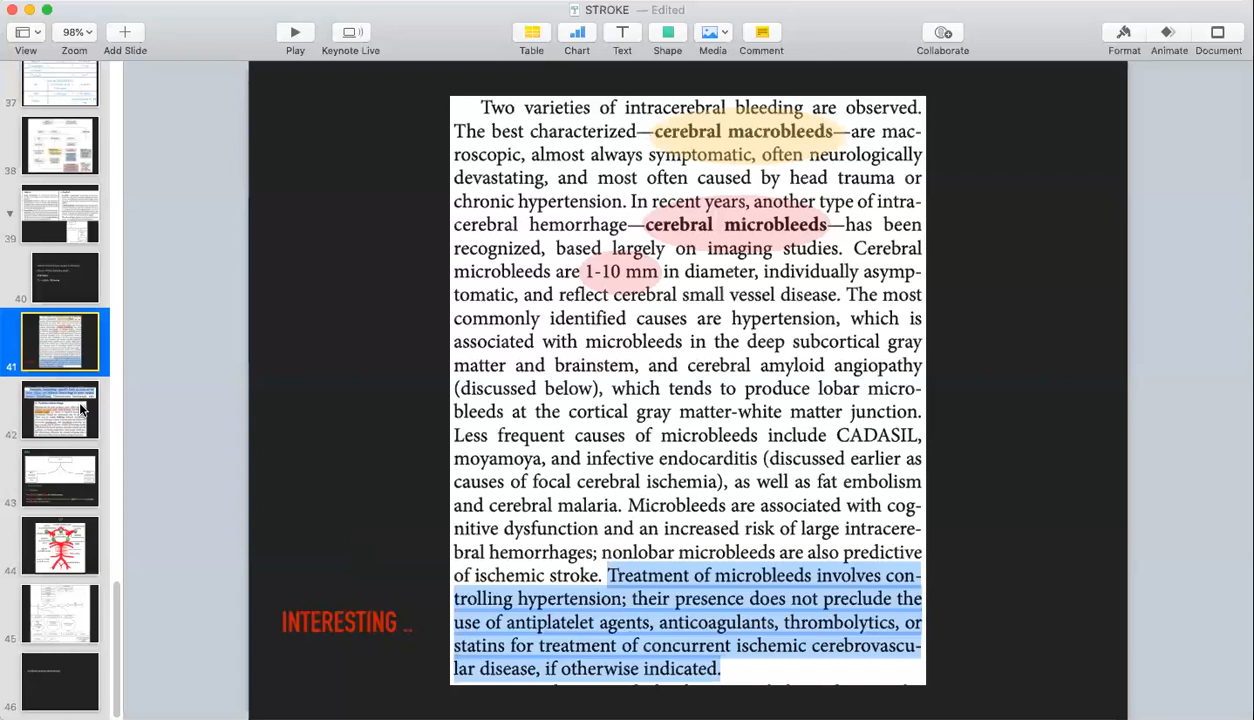 STROKE — Edited
View
98%
Zoom
Add Slide
Play
Keynote Live
Table
Chart
Text
Shape
Media
Comment
Collaborate
Format
Animate
Document
37
38
39
40
41
42
43
44
45
46
Two varieties of intracerebral bleeding are observed.
The best characterized—cerebral macrobleeds—are mac-
roscopic, almost always symptomatic, often neurologically
devastating, and most often caused by head trauma or
chronic hypertension. In recent years, another type of intra-
cerebral hemorrhage—cerebral microbleeds—has been
recognized, based largely on imaging studies. Cerebral
microbleeds are 1-10 mm in diameter, individually asymp-
tomatic, and reflect cerebral small vessel disease. The most
commonly identified causes are hypertension, which is
associated with microbleeds in the deep subcortical gray
matter and brainstem, and cerebral amyloid angiopathy
(discussed below), which tends to produce lobar micro-
bleeds in the cortical gray matter-white matter junction.
Less frequent causes of microbleeds include CADASIL,
moyamoya, and infective endocarditis (discussed earlier as
causes of focal cerebral ischemia), as well as fat embolism
and cerebral malaria. Microbleeds are associated with cog-
nitive dysfunction and an increased risk of large intracere-
bral hemorrhages; nonlobar microbleeds are also predictive
of ischemic stroke. Treatment of microbleeds involves con-
trolling hypertension; their presence does not preclude the
use of antiplatelet agents, anticoagulants, thrombolytics, or
statins for treatment of concurrent ischemic cerebrovascu-
lar disease, if otherwise indicated.
INTERESTING ...